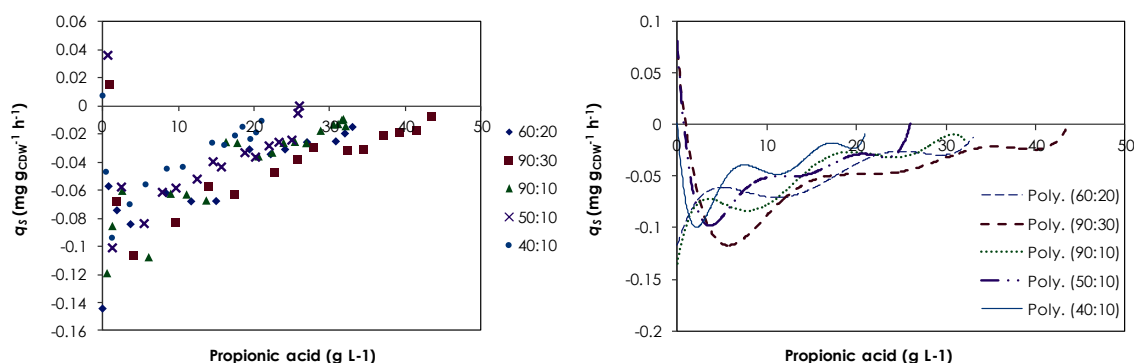 0.06
0.04
0.02
0
-0.02
-0.04
-0.06
-0.08
-0.1
-0.12
-0.14
-0.16
0 10 20 30 40 50
qS (mg gCDW-1 h-1)
Propionic acid (g L-1)
60:20
90:30
90:10
50:10
40:10
0.1
0.05
0
-0.05
-0.1
-0.15
-0.2
0 10 20 30 40 50
qS (mg gCDW-1 h-1)
Propionic acid (g L-1)
Poly. (60:20)
Poly. (90:30)
Poly. (90:10)
Poly. (50:10)
Poly. (40:10)